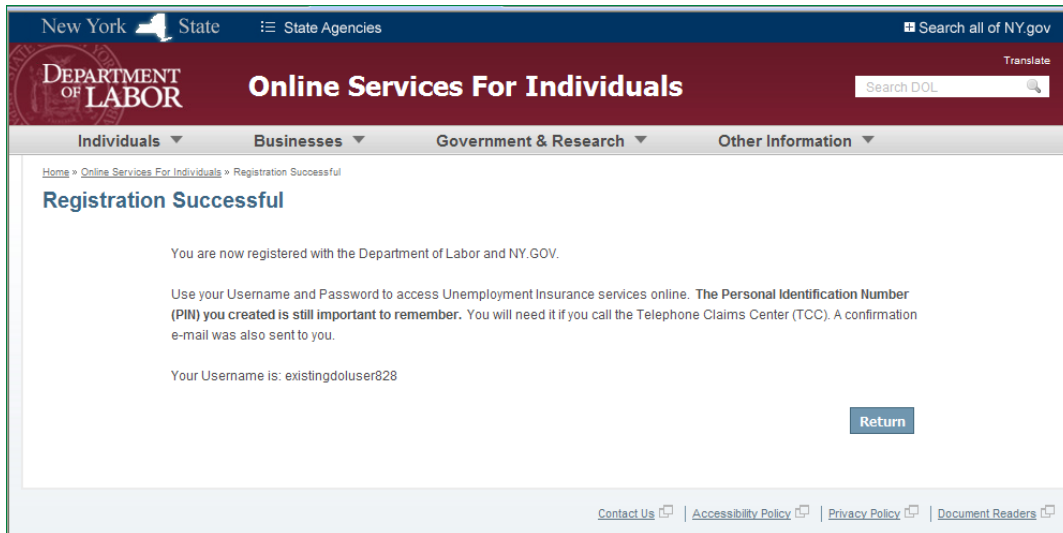 New York State
State Agencies
Search all of NY.gov
Translate
DEPARTMENT
OF LABOR
Online Services For Individuals
Search DOL
Individuals
Businesses
Government & Research
Other Information
Home » Online Services For Individuals » Registration Successful
Registration Successful
You are now registered with the Department of Labor and NY.GOV.
Use your Username and Password to access Unemployment Insurance services online. The Personal Identification Number
(PIN) you created is still important to remember. You will need it if you call the Telephone Claims Center (TCC). A confirmation
e-mail was also sent to you.
Your Username is: existingdoluser828
Return
Contact Us | Accessibility Policy | Privacy Policy | Document Readers